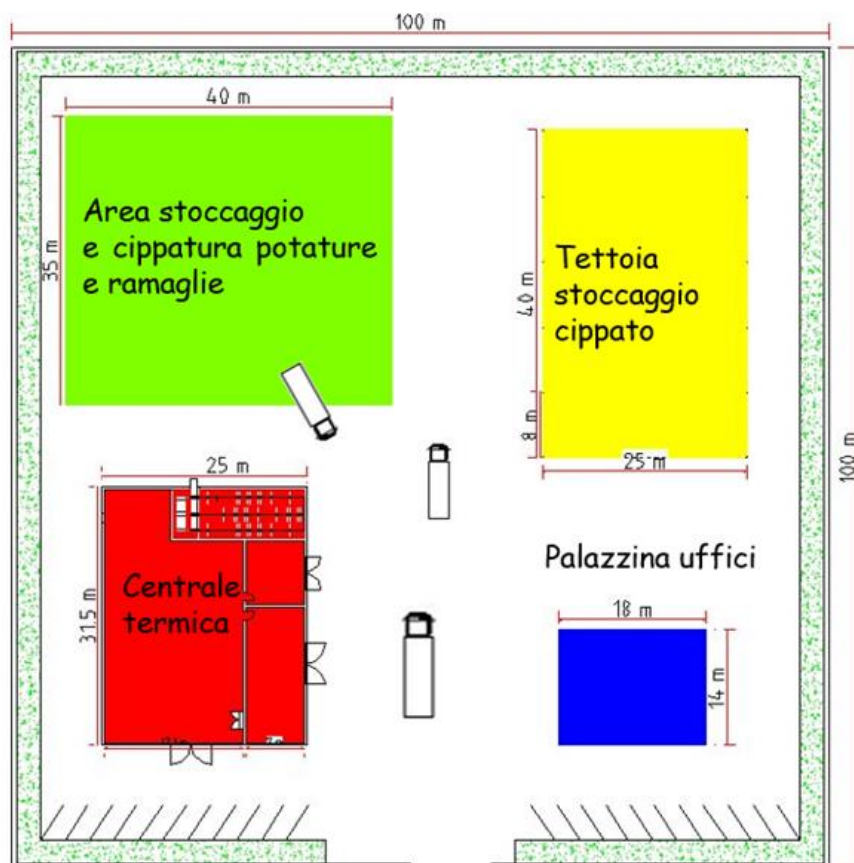 100 m
40 m
35 m
Area stoccaggio
e cippatura potature
e ramaglie
Tettoia
stoccaggio
cippato
40 m
8 m
25 m
100 m
25 m
31.5 m
Centrale
termica
Palazzina uffici
18 m
14 m